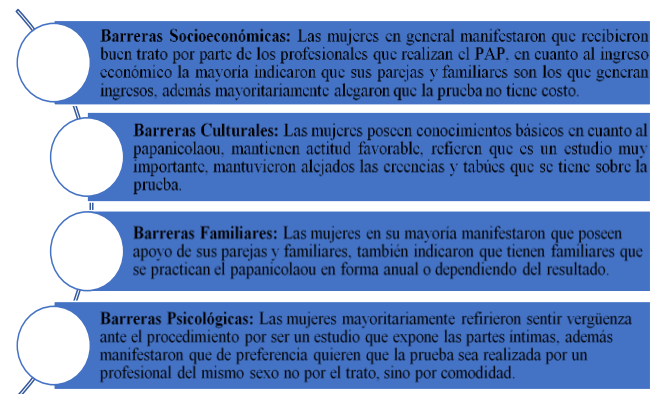 Barreras Socioeconómicas: Las mujeres en general manifestaron que recibieron
buen trato por parte de los profesionales que realizan el PAP, en cuanto al ingreso
económico la mayoría indicaron que sus parejas y familiares son los que generan
ingresos, además mayoritariamente alegaron que la prueba no tiene costo.
Barreras Culturales: Las mujeres poseen conocimientos básicos en cuanto al
papanicolaou, mantienen actitud favorable, refieren que es un estudio muy
importante, mantuvieron alejados las creencias y tabúes que se tiene sobre la
prueba.
Barreras Familiares: Las mujeres en su mayoría manifestaron que poseen
apoyo de sus parejas y familiares, también indicaron que tienen familiares que
se practican el papanicolaou en forma anual o dependiendo del resultado.
Barreras Psicológicas: Las mujeres mayoritariamente refirieron sentir vergüenza
ante el procedimiento por ser un estudio que expone las partes íntimas, además
manifestaron que de preferencia quieren que la prueba sea realizada por un
profesional del mismo sexo no por el trato, sino por comodidad.